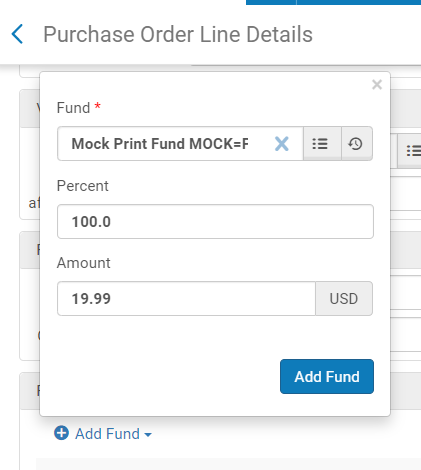 Purchase Order Line Details
×
Fund *
Mock Print Fund MOCK=F
Percent
100.0
Amount
19.99 USD
Add Fund
Add Fund